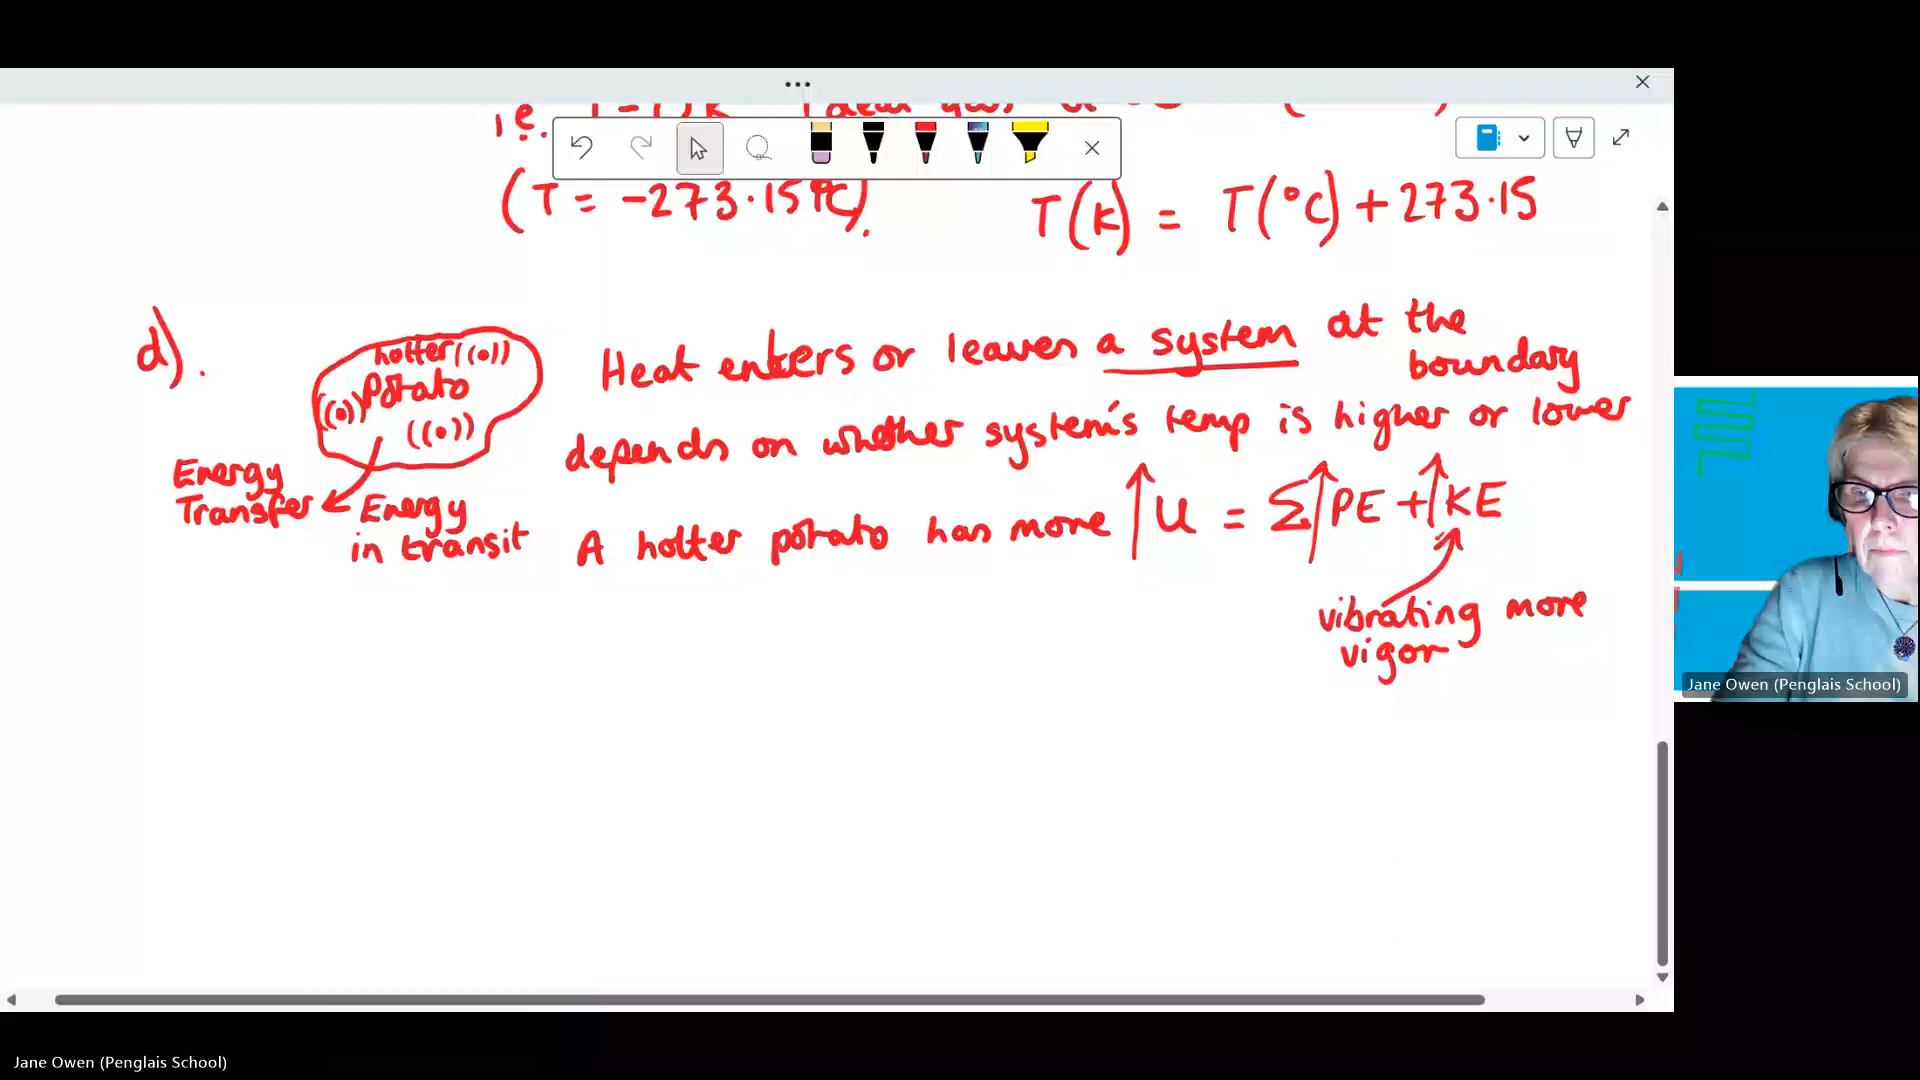 i.e.
(T = -273.15°C).
T(K) = T(°C) + 273.15
d).
hotter
Potato
Heat enters or leaves a system at the
boundary
depends on whether system's temp is higher or lower
Energy
Transfer
Energy
in transit
A hotter potato has more U = Σ PE + KE
vibrating more
vigor
Jane Owen (Penglais School)
Jane Owen (Penglais School)